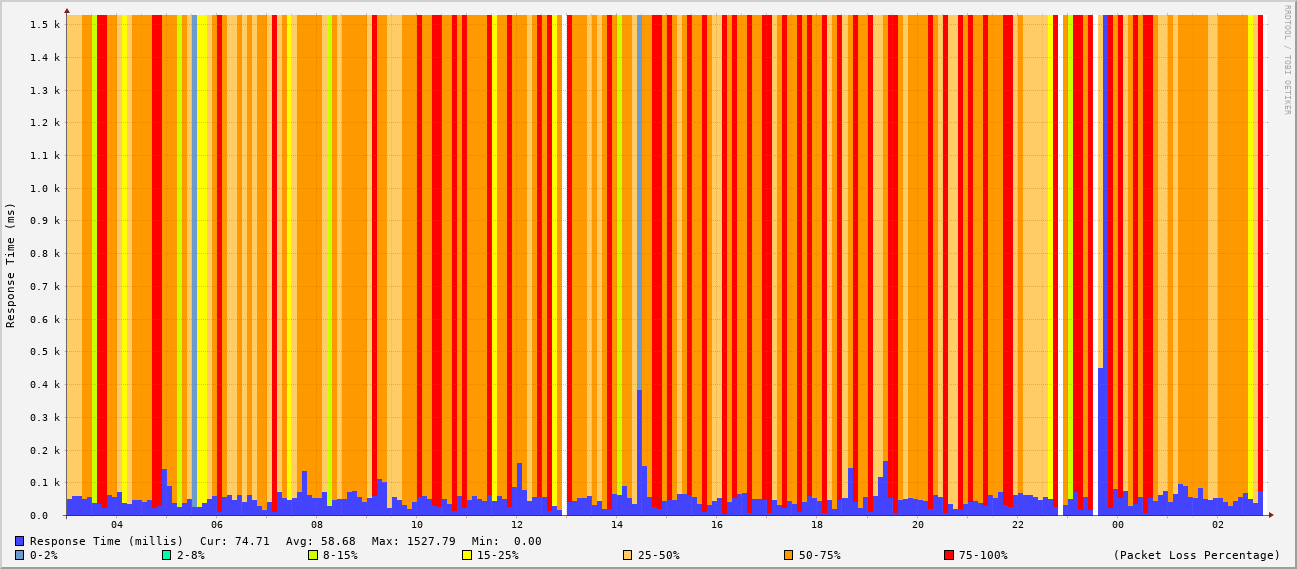 RRDTOOL / TOBI OETIKER
Response Time (ms)
1.5 k
1.4 k
1.3 k
1.2 k
1.1 k
1.0 k
0.9 k
0.8 k
0.7 k
0.6 k
0.5 k
0.4 k
0.3 k
0.2 k
0.1 k
0.0
04 06 08 10 12 14 16 18 20 22 00 02
Response Time (millis) Cur: 74.71 Avg: 58.68 Max: 1527.79 Min: 0.00
0-2% 2-8% 8-15% 15-25% 25-50% 50-75% 75-100% (Packet Loss Percentage)